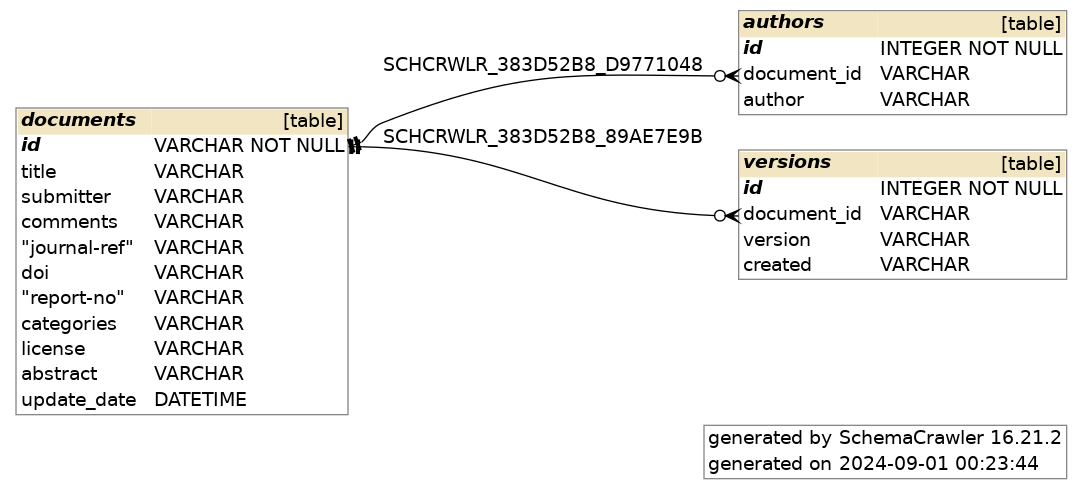 authors [table]
id INTEGER NOT NULL
document_id VARCHAR
author VARCHAR
SCHCRWLR_383D52B8_D9771048
documents [table]
id VARCHAR NOT NULL
title VARCHAR
submitter VARCHAR
comments VARCHAR
"journal-ref" VARCHAR
doi VARCHAR
"report-no" VARCHAR
categories VARCHAR
license VARCHAR
abstract VARCHAR
update_date DATETIME
SCHCRWLR_383D52B8_89AE7E9B
versions [table]
id INTEGER NOT NULL
document_id VARCHAR
version VARCHAR
created VARCHAR
generated by SchemaCrawler 16.21.2
generated on 2024-09-01 00:23:44